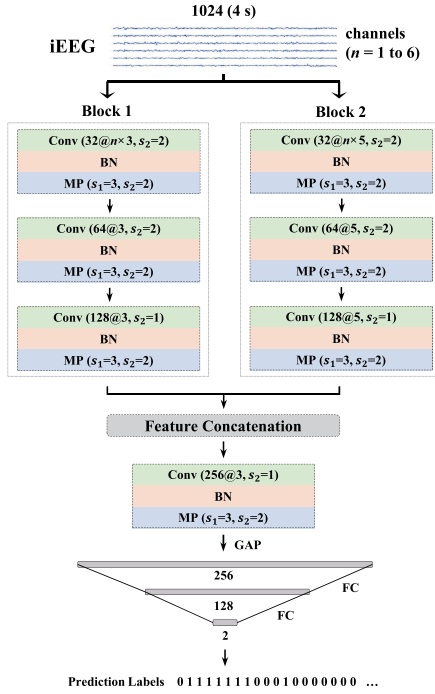 1024 (4 s)
iEEG
channels
(n = 1 to 6)
Block 1
Block 2
Conv (32@n×3, s₂=2)
BN
MP (s₁=3, s₂=2)
Conv (64@3, s₂=2)
BN
MP (s₁=3, s₂=2)
Conv (128@3, s₂=1)
BN
MP (s₁=3, s₂=2)
Conv (32@n×5, s₂=2)
BN
MP (s₁=3, s₂=2)
Conv (64@5, s₂=2)
BN
MP (s₁=3, s₂=2)
Conv (128@5, s₂=1)
BN
MP (s₁=3, s₂=2)
Feature Concatenation
Conv (256@3, s₂=1)
BN
MP (s₁=3, s₂=2)
GAP
256
FC
128
FC
2
Prediction Labels 0 1 1 1 1 1 1 1 1 0 0 0 1 0 0 0 0 0 0 0 ...